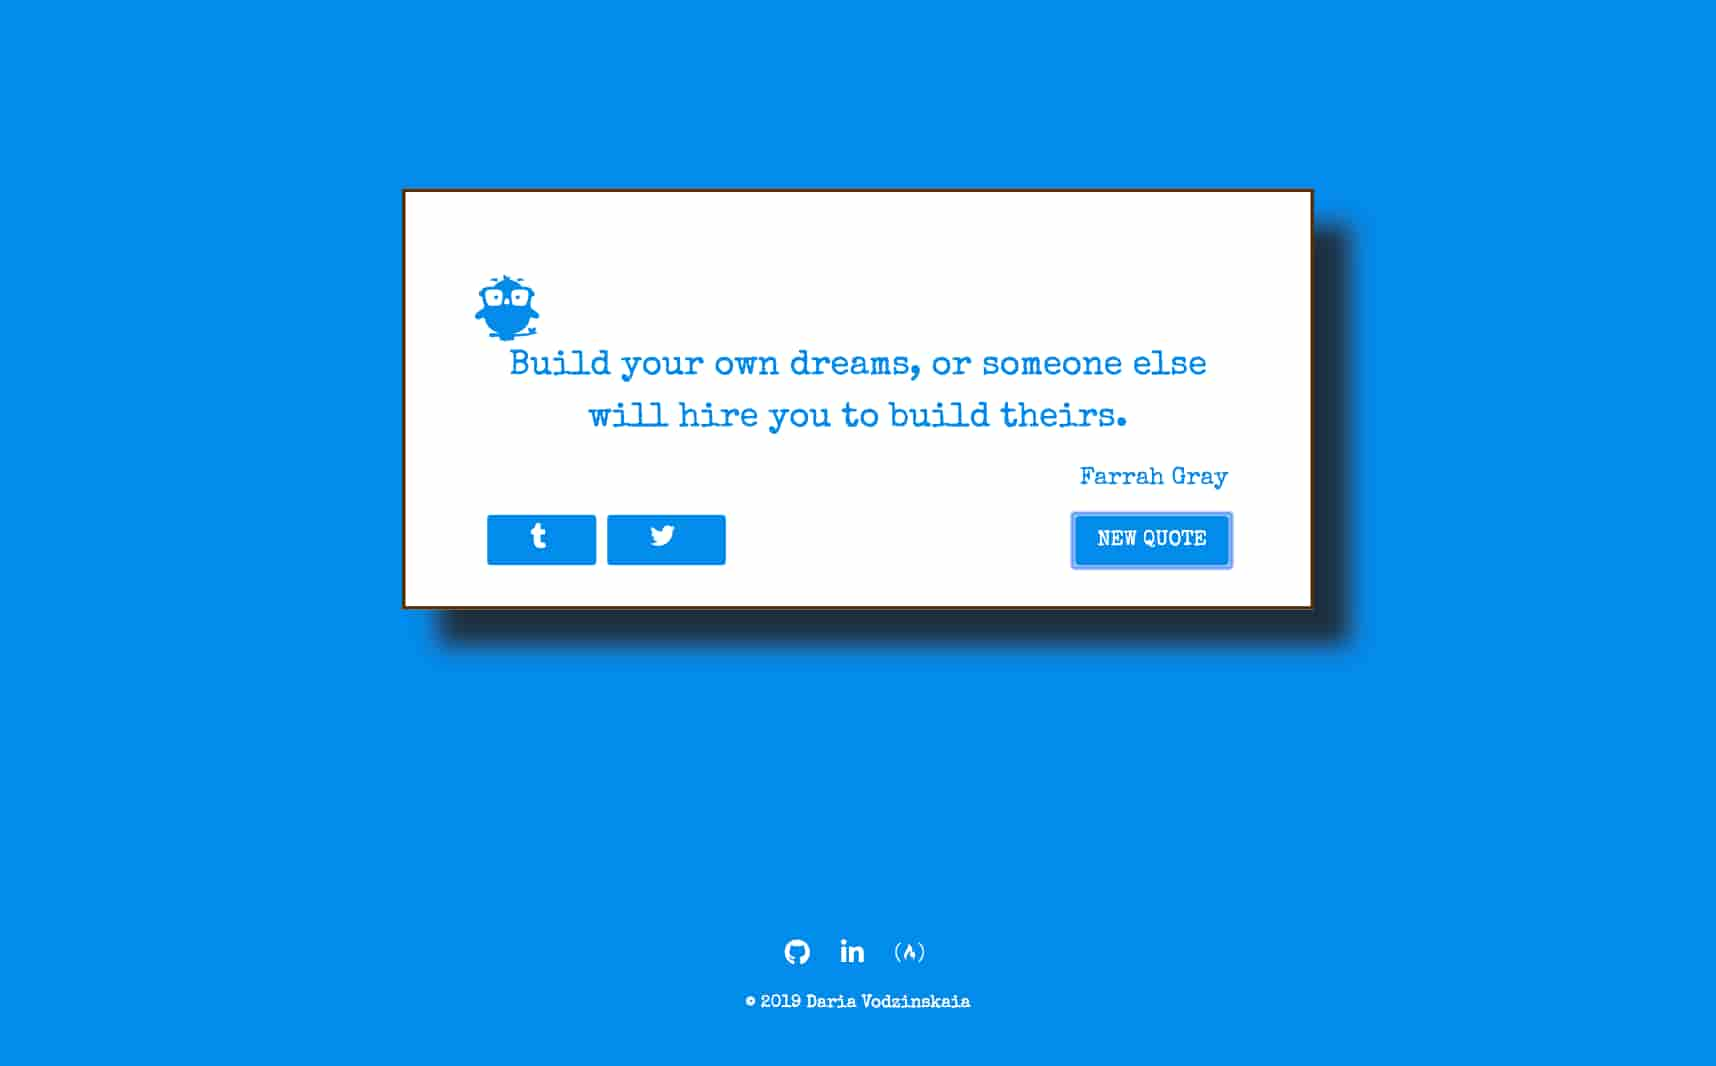 Build your own dreams, or someone else
will hire you to build theirs.
Farrah Gray
NEW QUOTE
© 2019 Daria Vodzinskaia